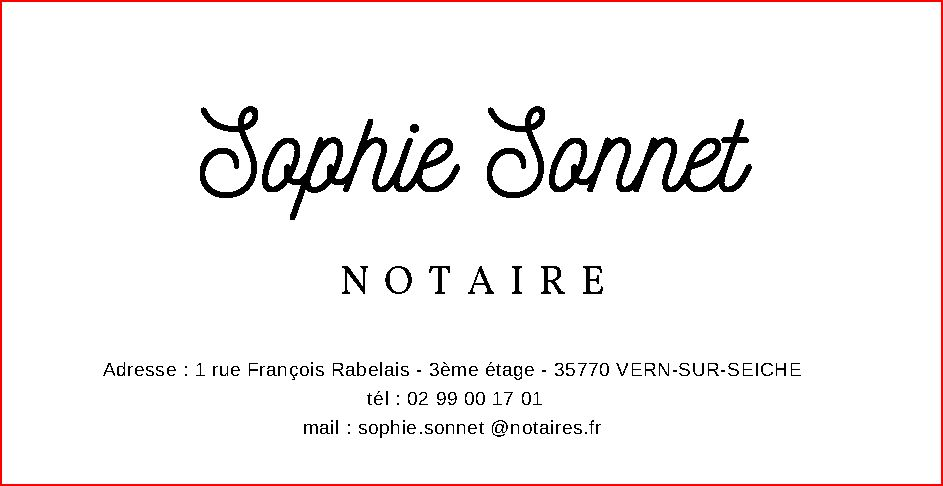 Sophie Sonnet
NOTAIRE
Adresse : 1 rue François Rabelais - 3ème étage - 35770 VERN-SUR-SEICHE
tél : 02 99 00 17 01
mail : sophie.sonnet @notaires.fr